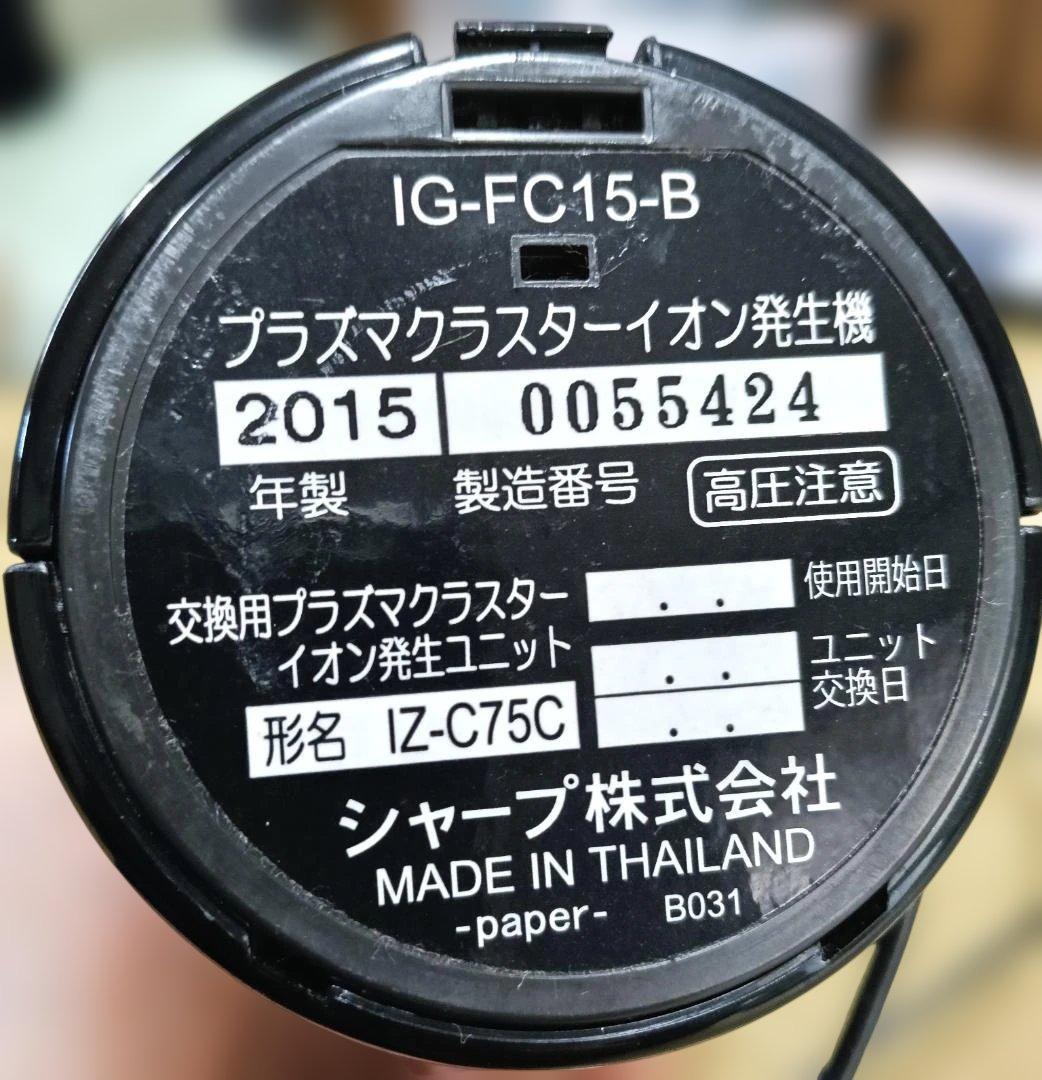 IG-FC15-B
プラズマクラスターイオン発生機
2015 0055424
年製 製造番号 高圧注意
交換用プラズマクラスター
イオン発生ユニット
形名 IZ-C75C
. . 使用開始日
. . ユニット
. . 交換日
シャープ株式会社
MADE IN THAILAND
-paper- B031